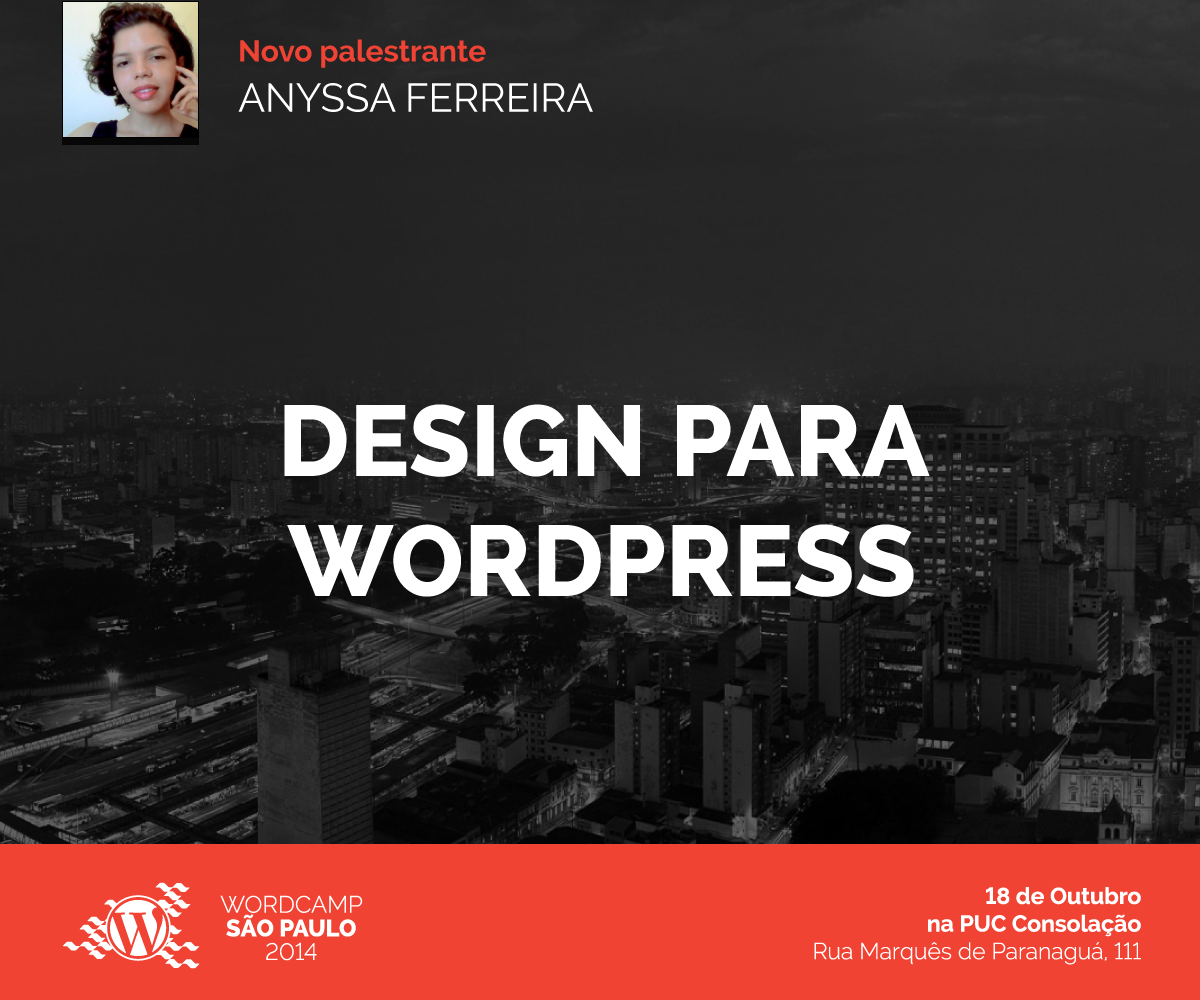 Novo palestrante
ANYSSA FERREIRA
DESIGN PARA
WORDPRESS
WORDCAMP
SÃO PAULO
2014
18 de Outubro
na PUC Consolação
Rua Marquês de Paranaguá, 111